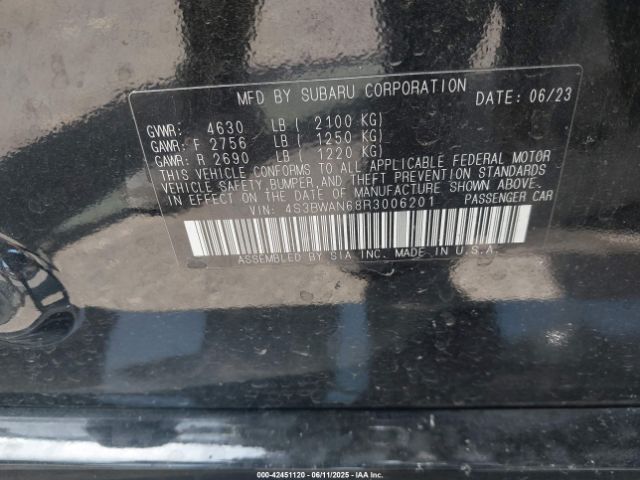 MFD BY SUBARU CORPORATION DATE: 06/23
GVWR: 4630 LB ( 2100 KG)
GAWR: F 2756 LB ( 1250 KG)
GAWR: R 2690 LB ( 1220 KG)
THIS VEHICLE CONFORMS TO ALL APPLICABLE FEDERAL MOTOR
VEHICLE SAFETY, BUMPER, AND THEFT PREVENTION STANDARDS
IN EFFECT ON THE DATE OF MANUFACTURE SHOWN ABOVE.
VIN: 4S3BWAN68R3006201 PASSENGER CAR
ASSEMBLED BY SIA INC. MADE IN U.S.A.
000-42451120 - 06/11/2025 - IAAI.com